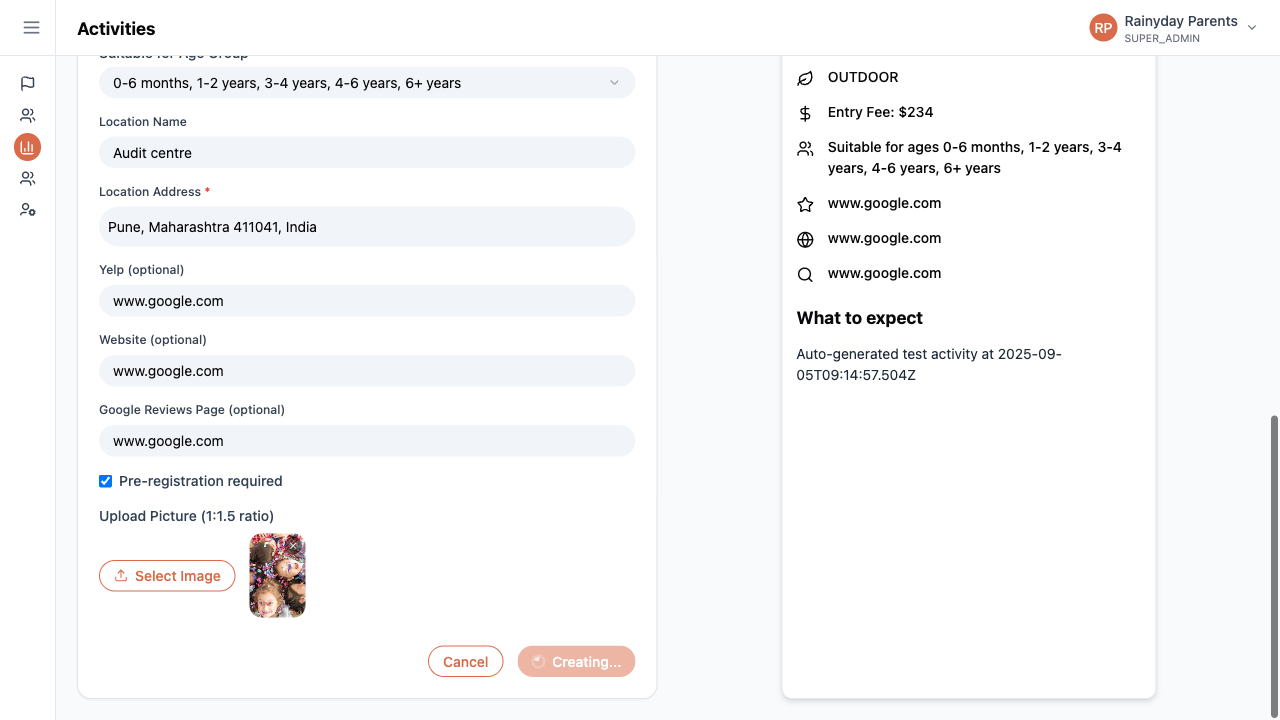 Activities
RP
Rainyday Parents
SUPER_ADMIN
Suitable for Age Group
0-6 months, 1-2 years, 3-4 years, 4-6 years, 6+ years
Location Name
Audit centre
Location Address *
Pune, Maharashtra 411041, India
Yelp (optional)
www.google.com
Website (optional)
www.google.com
Google Reviews Page (optional)
www.google.com
Pre-registration required
Upload Picture (1:1.5 ratio)
Select Image
Cancel
Creating...
OUTDOOR
Entry Fee: $234
Suitable for ages 0-6 months, 1-2 years, 3-4
years, 4-6 years, 6+ years
www.google.com
www.google.com
www.google.com
What to expect
Auto-generated test activity at 2025-09-
05T09:14:57.504Z